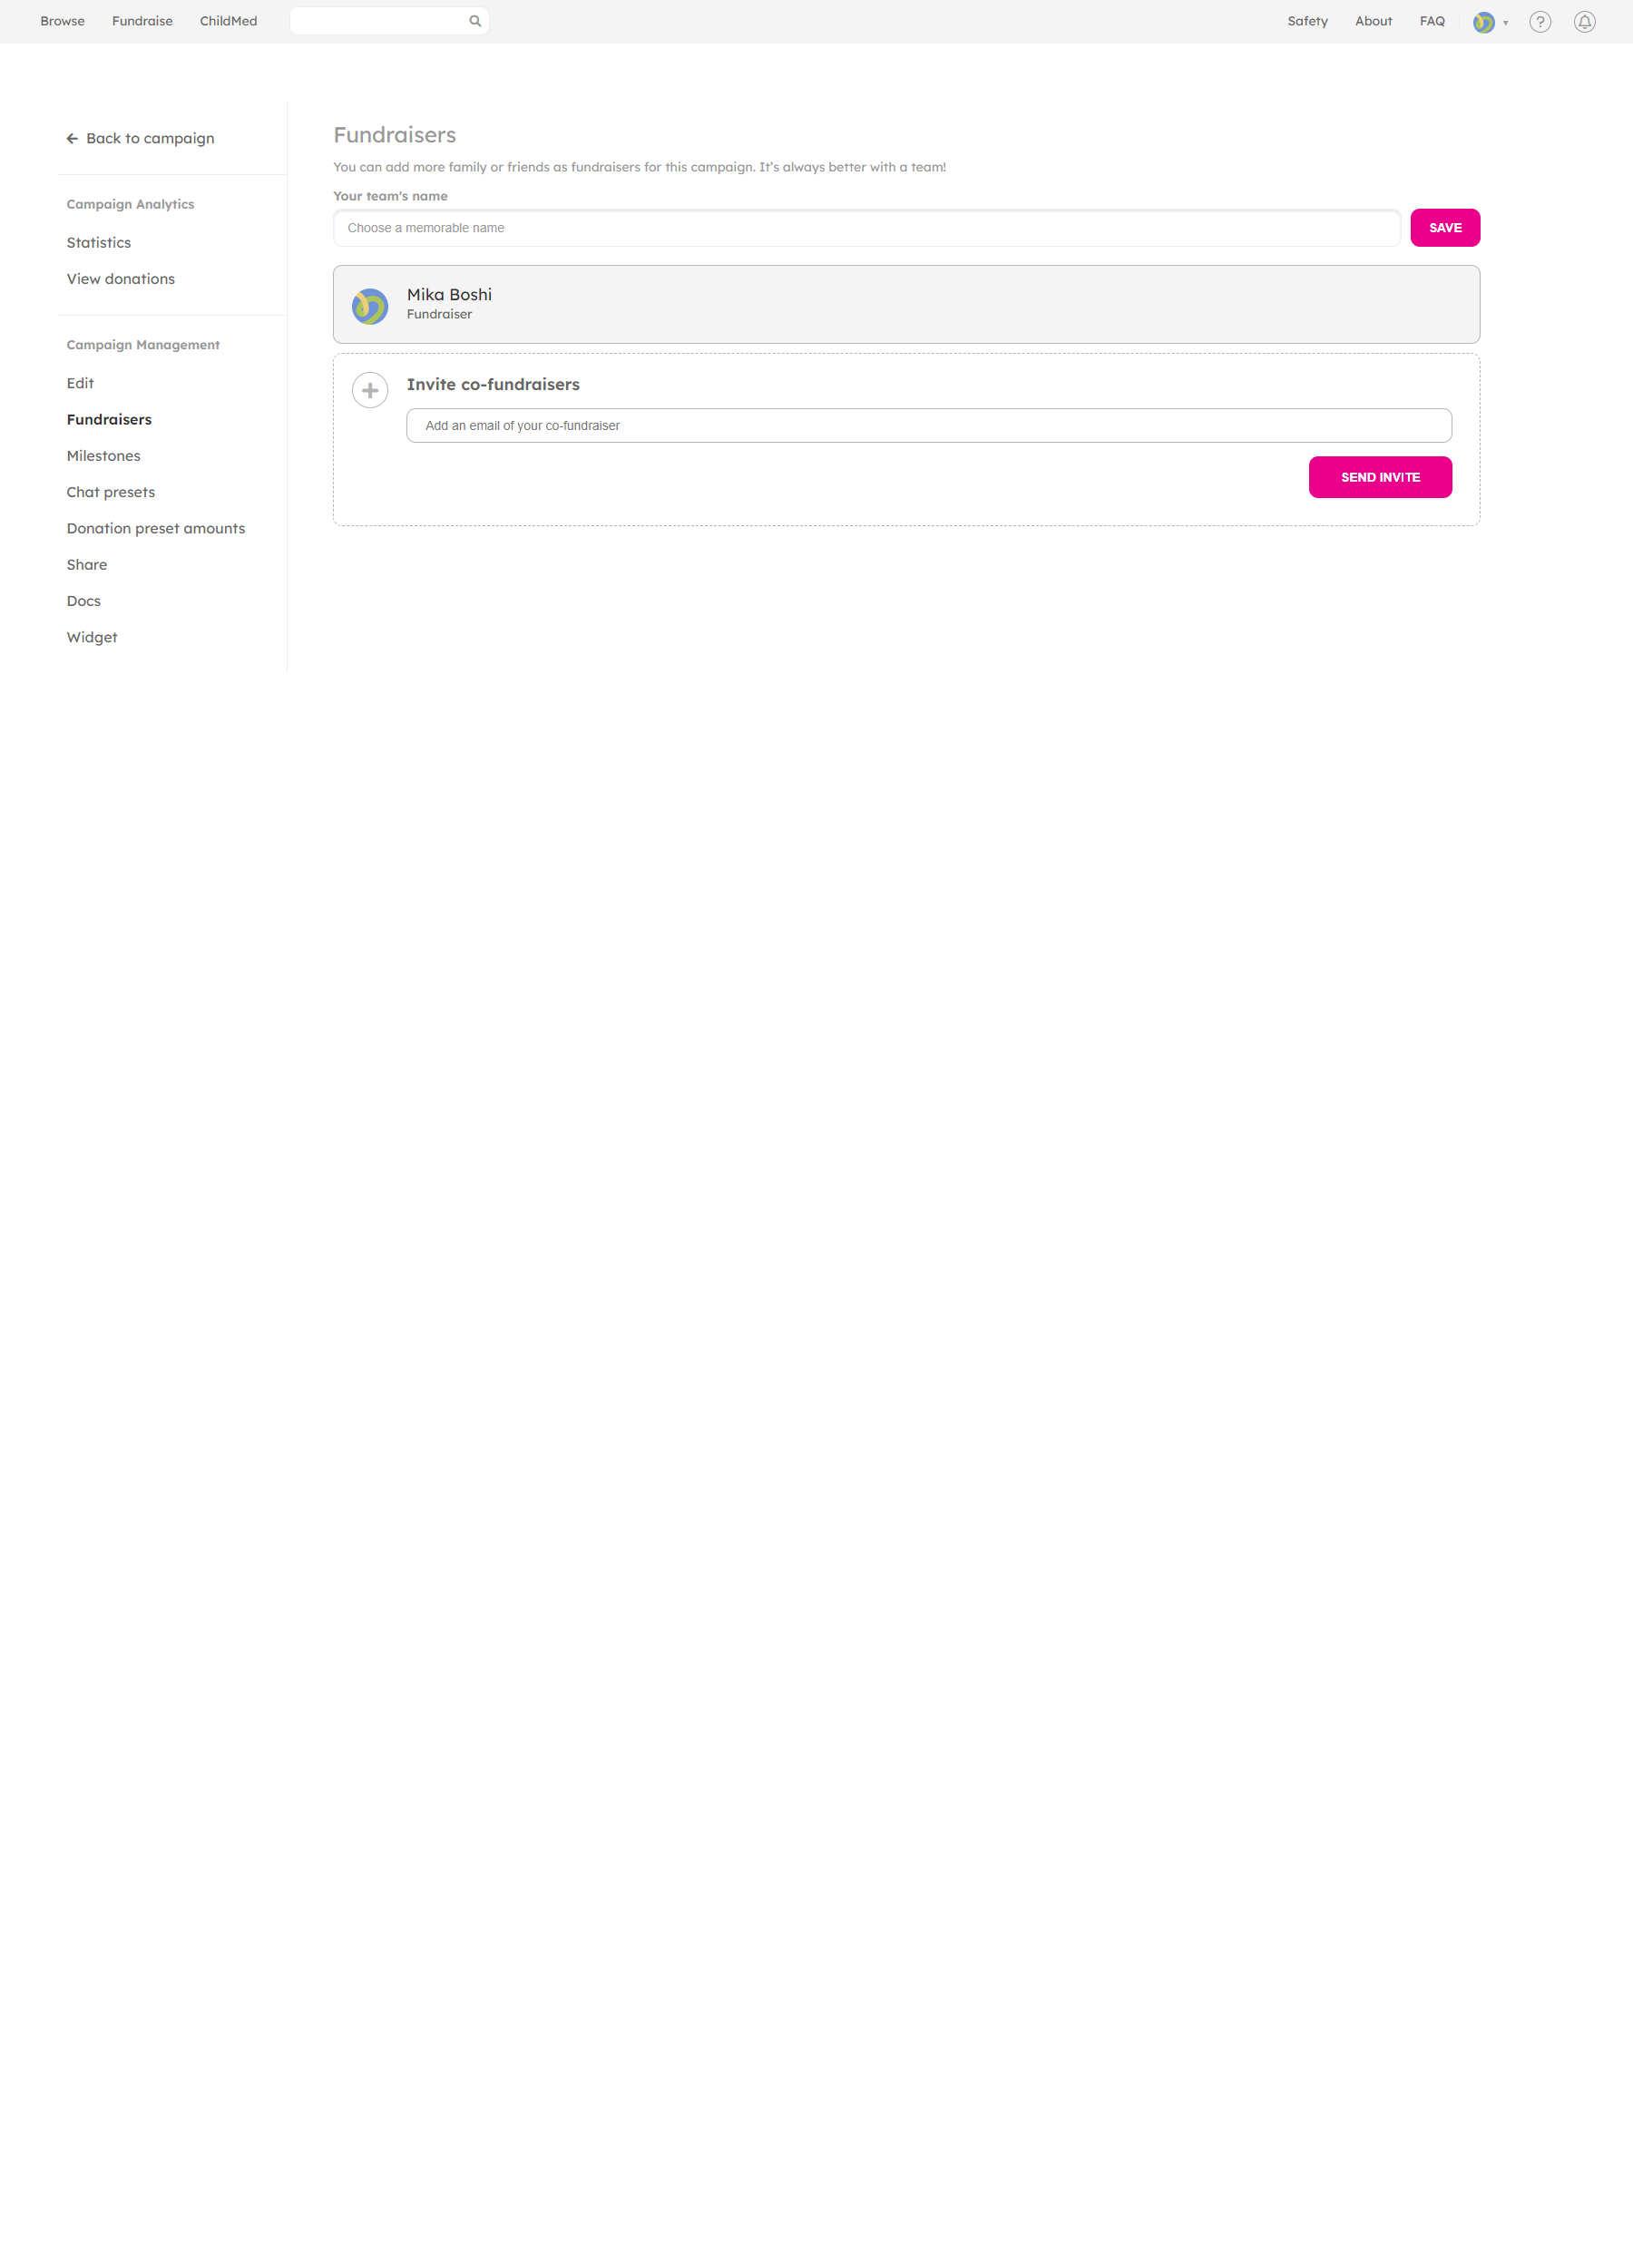 Browse Fundraise ChildMed Safety About FAQ
Back to campaign
Campaign Analytics
Statistics
View donations
Campaign Management
Edit
Fundraisers
Milestones
Chat presets
Donation preset amounts
Share
Docs
Widget
Fundraisers
You can add more family or friends as fundraisers for this campaign. It's always better with a team!
Your team's name
Choose a memorable name SAVE
Mika Boshi
Fundraiser
Invite co-fundraisers
Add an email of your co-fundraiser
SEND INVITE